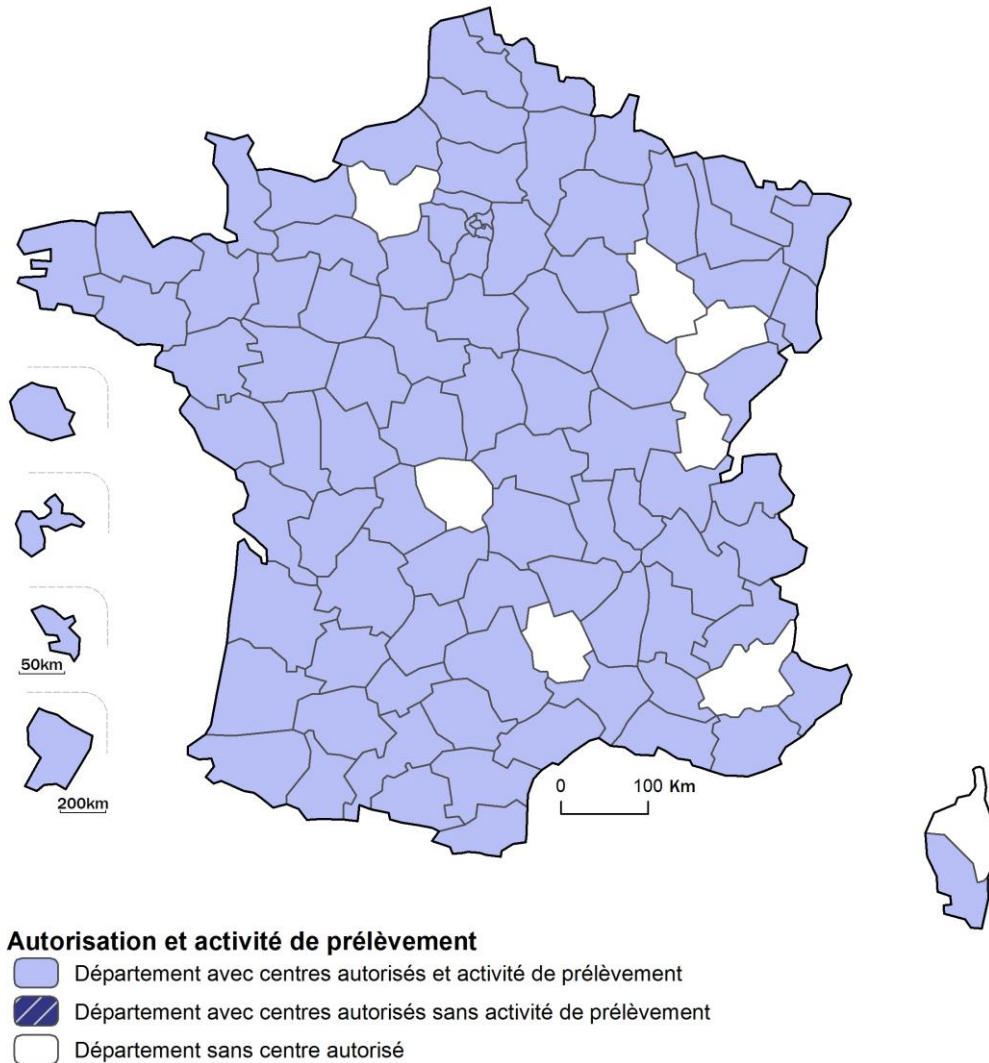 50km
200km
0 100 Km
Autorisation et activité de prélèvement
Département avec centres autorisés et activité de prélèvement
Département avec centres autorisés sans activité de prélèvement
Département sans centre autorisé